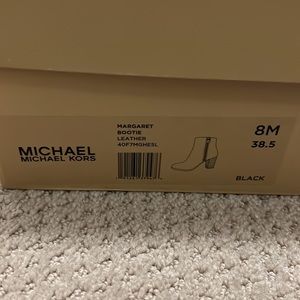 MICHAEL
MICHAEL KORS
MARGARET
BOOTIE
LEATHER
40F7MGHE5L
8M
38.5
BLACK